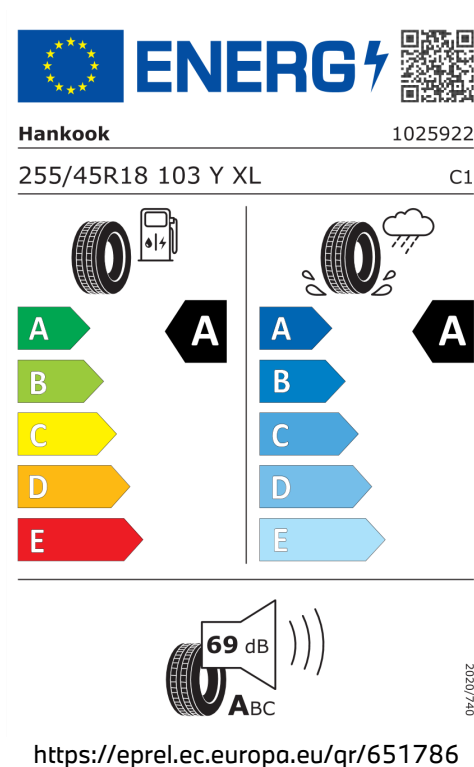 ENERG
Hankook 1025922
255/45R18 103 Y XL C1
A A
B
C
D
E
A A
B
C
D
E
69 dB
ABC
2020/740
https://eprel.ec.europa.eu/qr/651786